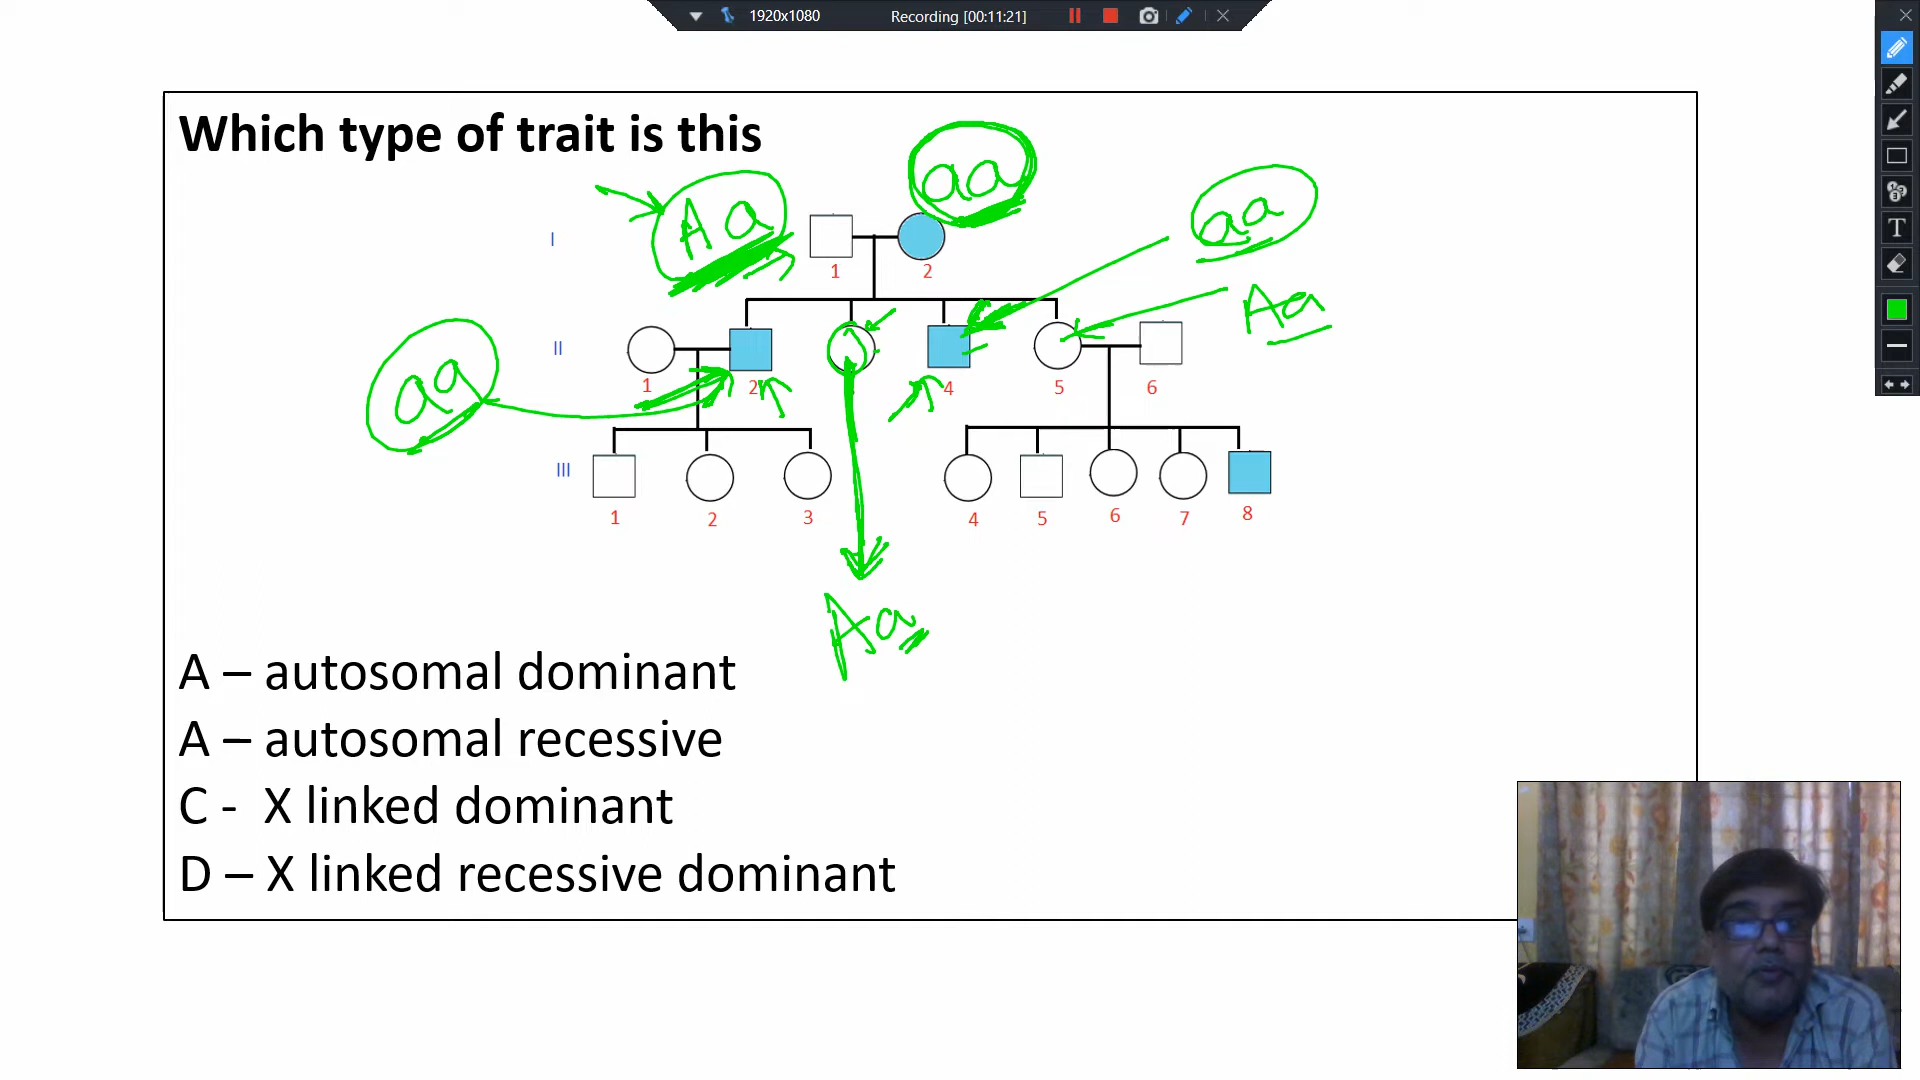 1920x1080 Recording [00:11:21]
Which type of trait is this
aa
Aa
aa
I
1 2
Aa
II
1 2 4 5 6
aa
III
1 2 3 4 5 6 7 8
Aa
A – autosomal dominant
A – autosomal recessive
C - X linked dominant
D – X linked recessive dominant
T